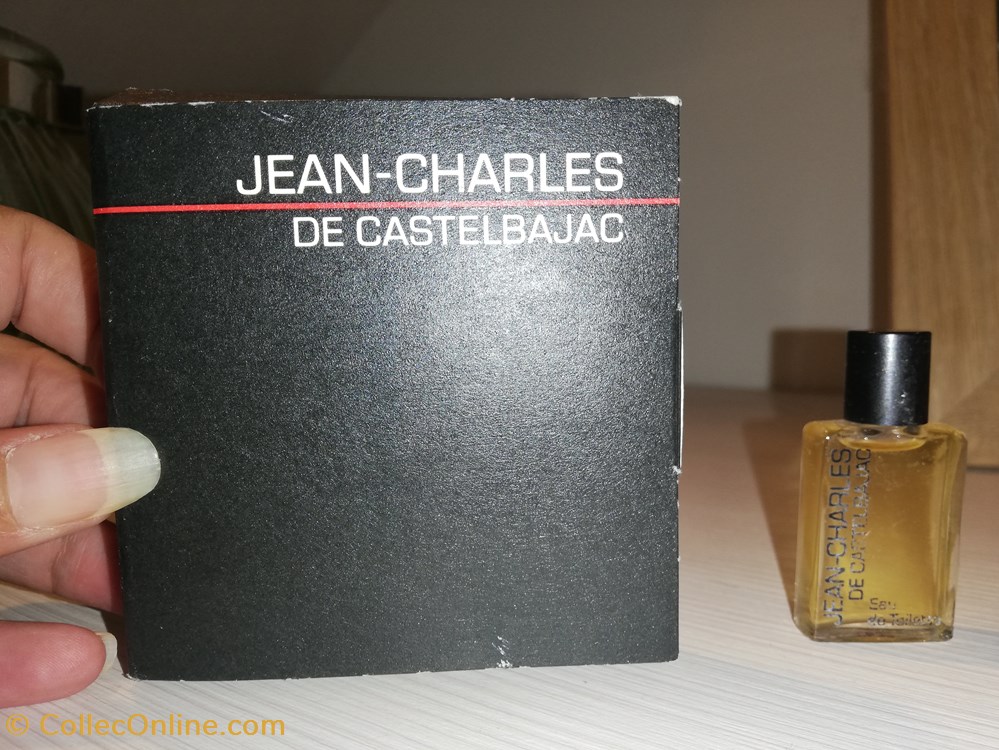 JEAN-CHARLES
DE CASTELBAJAC
JEAN-CHARLES
DE CASTELBAJAC
Eau
de Toilette
© CollecOnline.com